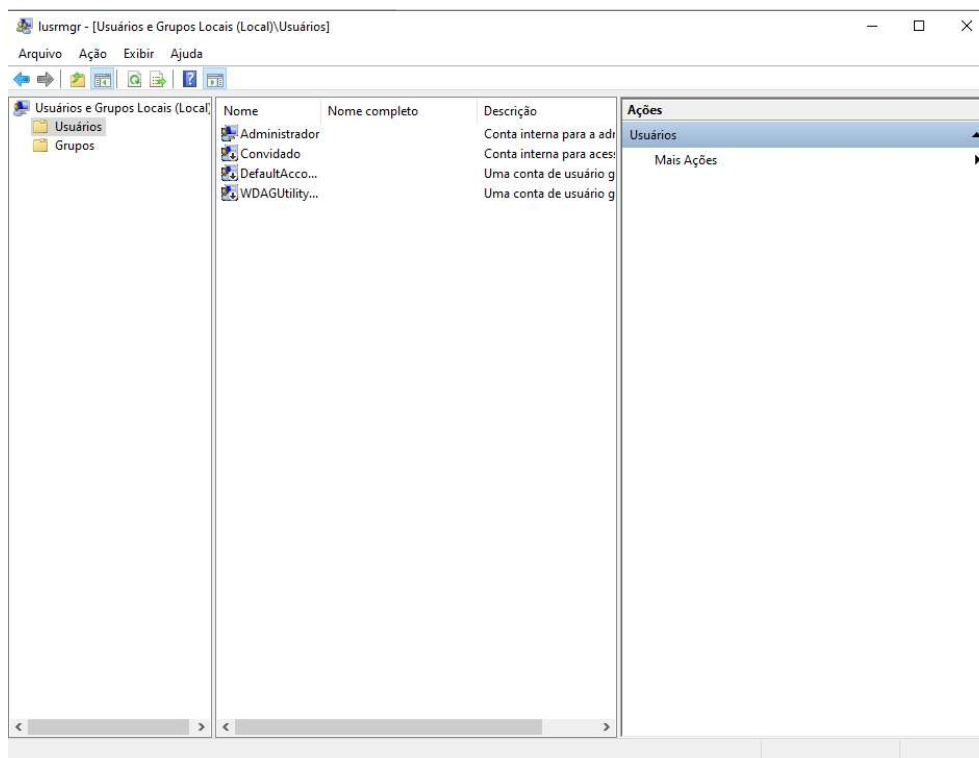 lusrmgr - [Usuários e Grupos Locais (Local)\Usuários]
Arquivo Ação Exibir Ajuda
Usuários e Grupos Locais (Local)
Usuários
Grupos
Nome Nome completo Descrição
Administrador Conta interna para a adr
Convidado Conta interna para aces
DefaultAcco... Uma conta de usuário g
WDAGUtility... Uma conta de usuário g
Ações
Usuários
Mais Ações